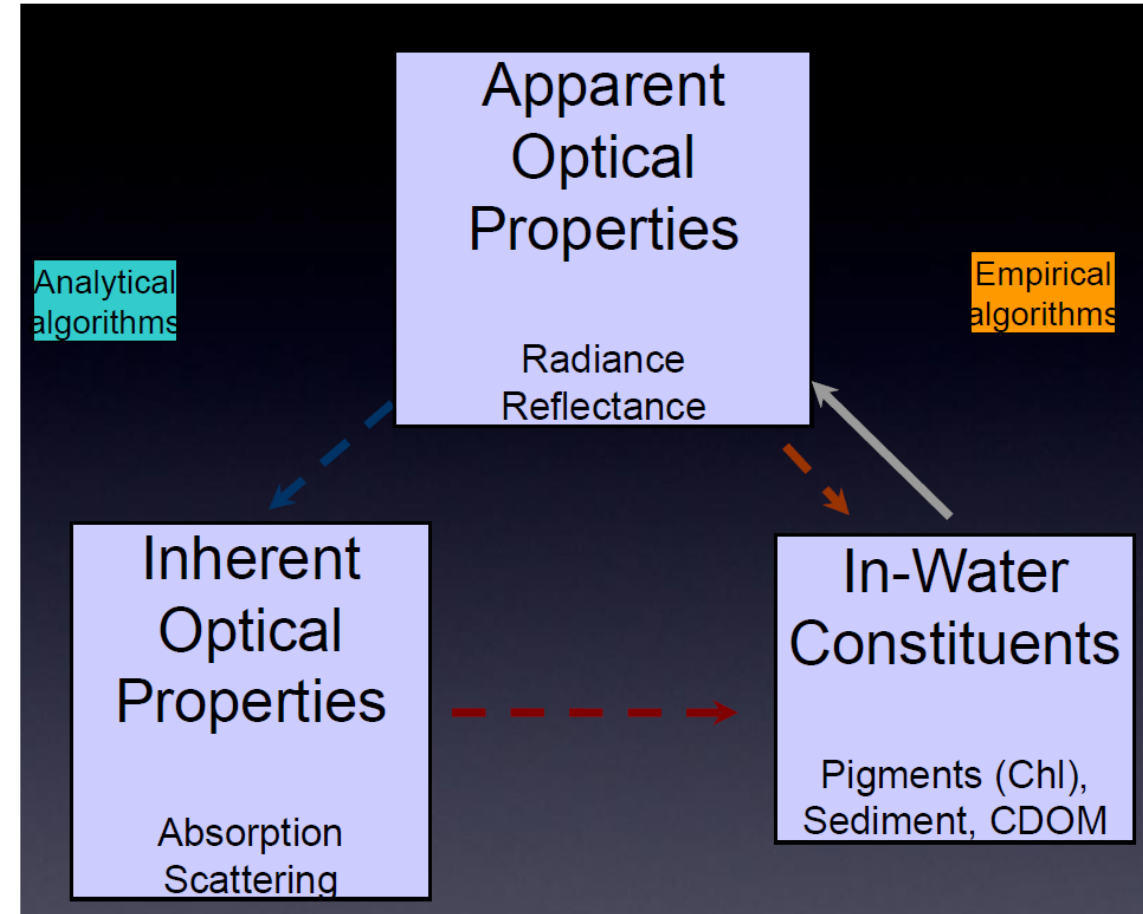 Apparent
Optical
Properties
Radiance
Reflectance
Analytical
algorithms
Empirical
algorithms
Inherent
Optical
Properties
Absorption
Scattering
In-Water
Constituents
Pigments (Chl),
Sediment, CDOM